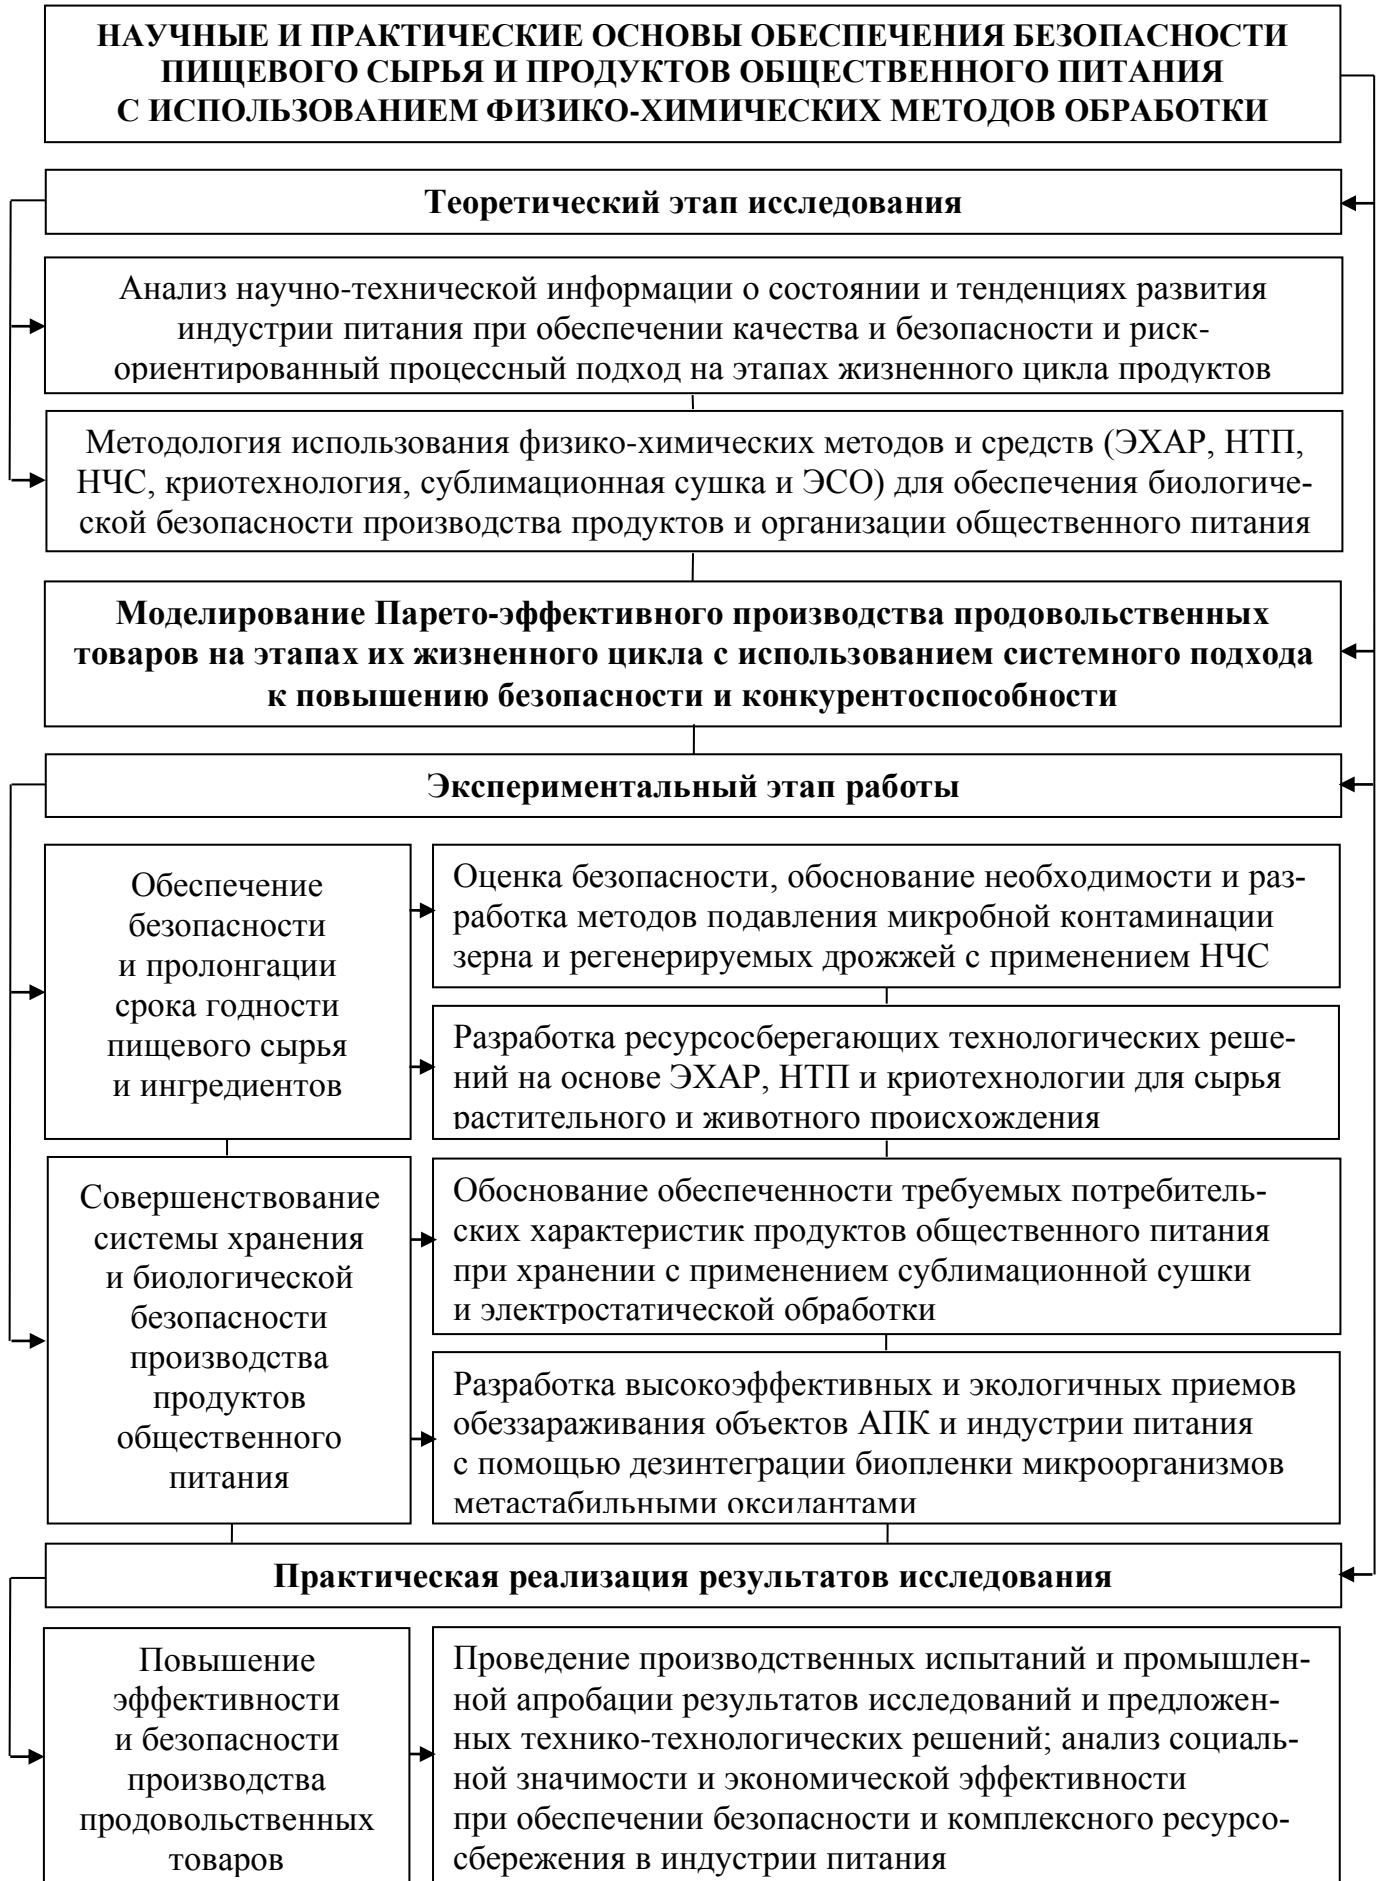 НАУЧНЫЕ И ПРАКТИЧЕСКИЕ ОСНОВЫ ОБЕСПЕЧЕНИЯ БЕЗОПАСНОСТИ
ПИЩЕВОГО СЫРЬЯ И ПРОДУКТОВ ОБЩЕСТВЕННОГО ПИТАНИЯ
С ИСПОЛЬЗОВАНИЕМ ФИЗИКО-ХИМИЧЕСКИХ МЕТОДОВ ОБРАБОТКИ
Теоретический этап исследования
Анализ научно-технической информации о состоянии и тенденциях развития
индустрии питания при обеспечении качества и безопасности и риск-
ориентированный процессный подход на этапах жизненного цикла продуктов
Методология использования физико-химических методов и средств (ЭХАР, НТП,
НЧС, криотехнология, сублимационная сушка и ЭСО) для обеспечения биологиче-
ской безопасности производства продуктов и организации общественного питания
Моделирование Парето-эффективного производства продовольственных
товаров на этапах их жизненного цикла с использованием системного подхода
к повышению безопасности и конкурентоспособности
Экспериментальный этап работы
Обеспечение
безопасности
и пролонгации
срока годности
пищевого сырья
и ингредиентов
Оценка безопасности, обоснование необходимости и раз-
работка методов подавления микробной контаминации
зерна и регенерируемых дрожжей с применением НЧС
Разработка ресурсосберегающих технологических реше-
ний на основе ЭХАР, НТП и криотехнологии для сырья
растительного и животного происхождения
Совершенствование
системы хранения
и биологической
безопасности
производства
продуктов
общественного
питания
Обоснование обеспеченности требуемых потребитель-
ских характеристик продуктов общественного питания
при хранении с применением сублимационной сушки
и электростатической обработки
Разработка высокоэффективных и экологичных приемов
обеззараживания объектов АПК и индустрии питания
с помощью дезинтеграции биопленки микроорганизмов
метастабильными оксидантами
Практическая реализация результатов исследования
Повышение
эффективности
и безопасности
производства
продовольственных
товаров
Проведение производственных испытаний и промышлен-
ной апробации результатов исследований и предложен-
ных технико-технологических решений; анализ социаль-
ной значимости и экономической эффективности
при обеспечении безопасности и комплексного ресурсо-
сбережения в индустрии питания